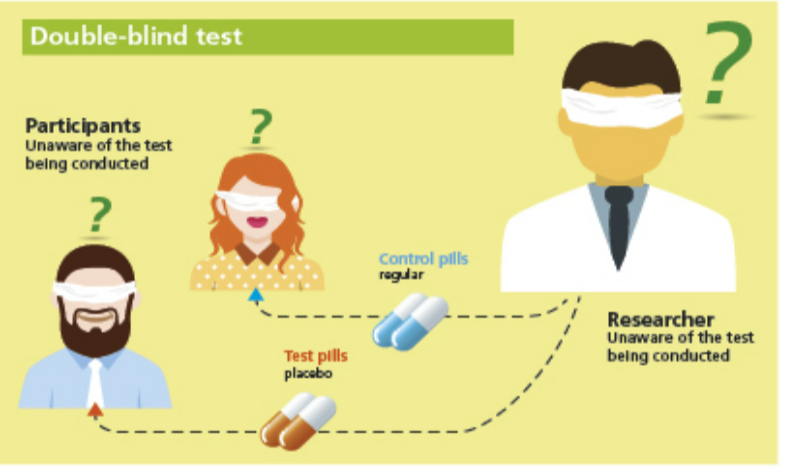 Double-blind test
?
Participants
Unaware of the test
being conducted
?
?
Control pills
regular
Test pills
placebo
Researcher
Unaware of the test
being conducted